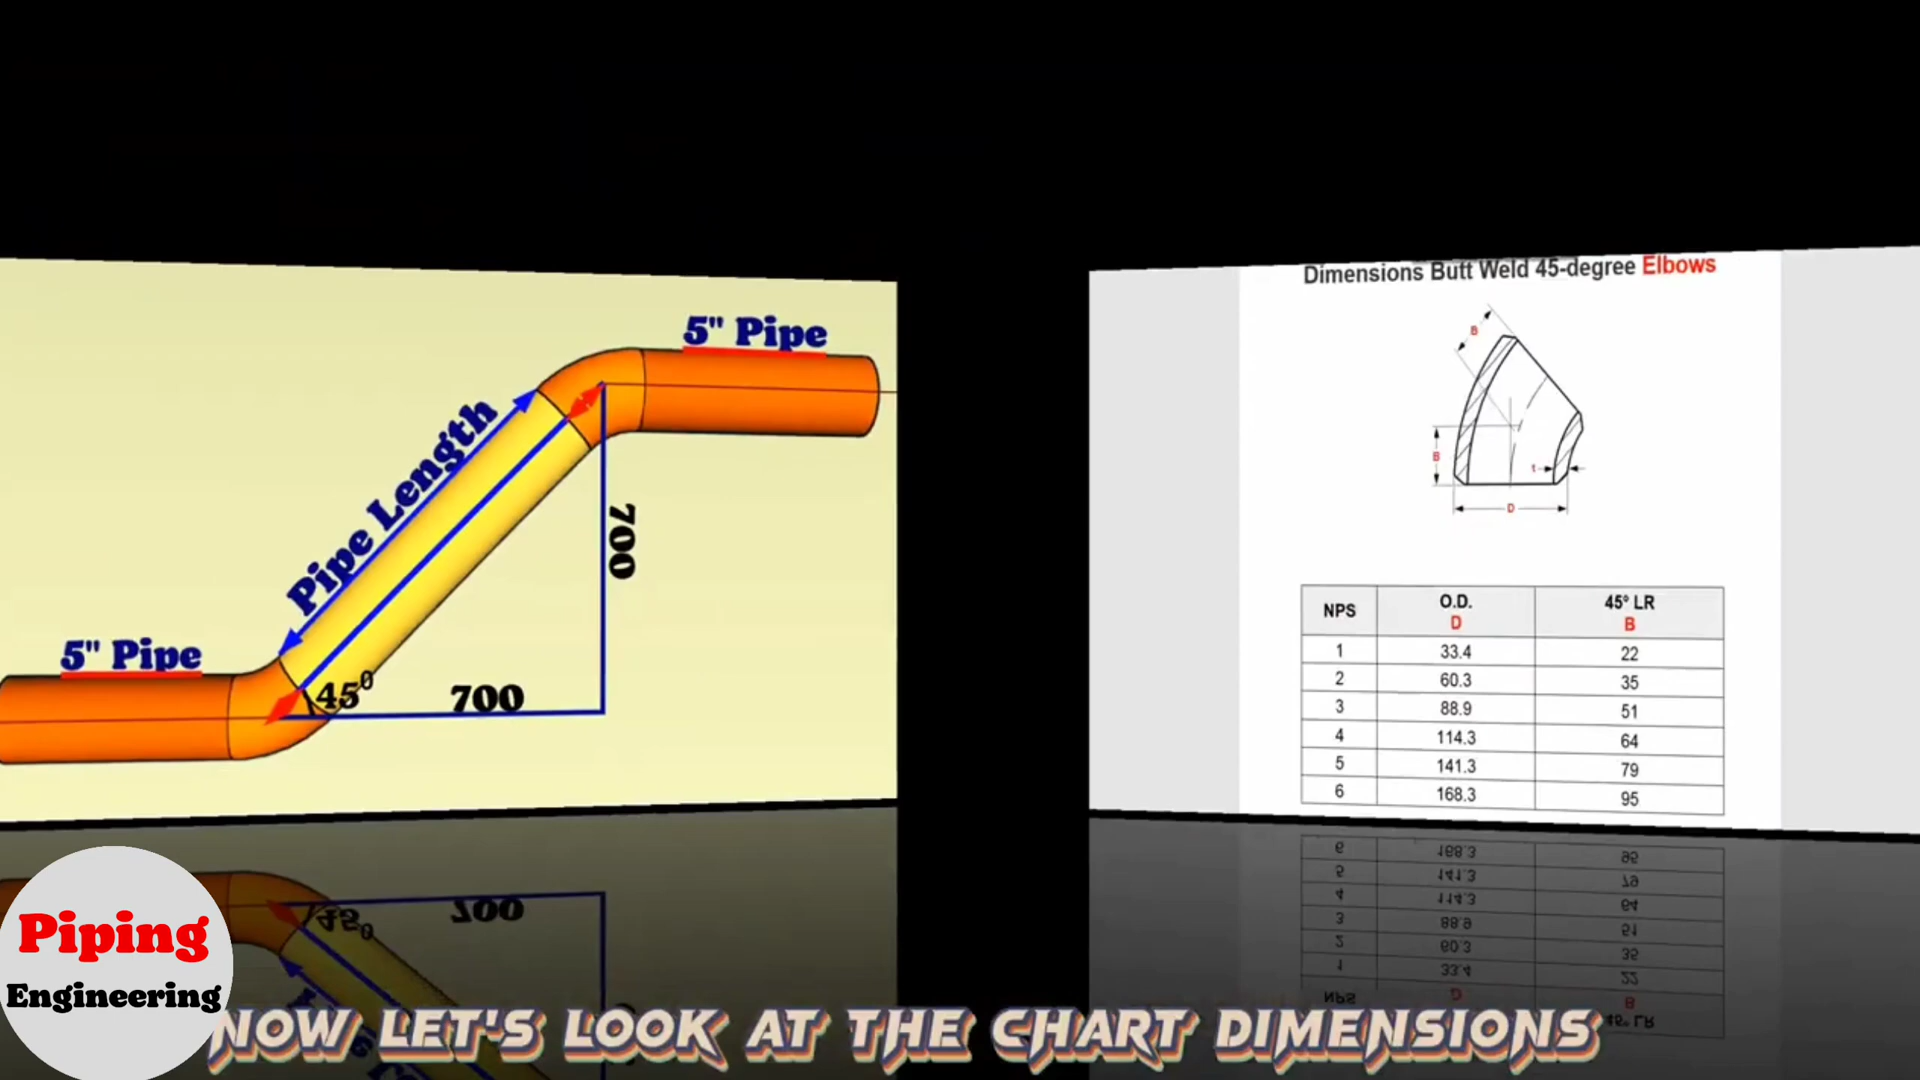 5" Pipe
Pipe Length
700
5" Pipe
45⁰
700
Dimensions Butt Weld 45-degree Elbows
B
B
t
D
NPS O.D. D 45º LR B
1 33.4 22
2 60.3 35
3 88.9 51
4 114.3 64
5 141.3 79
6 168.3 95
Piping
Engineering
NOW LET'S LOOK AT THE CHART DIMENSIONS